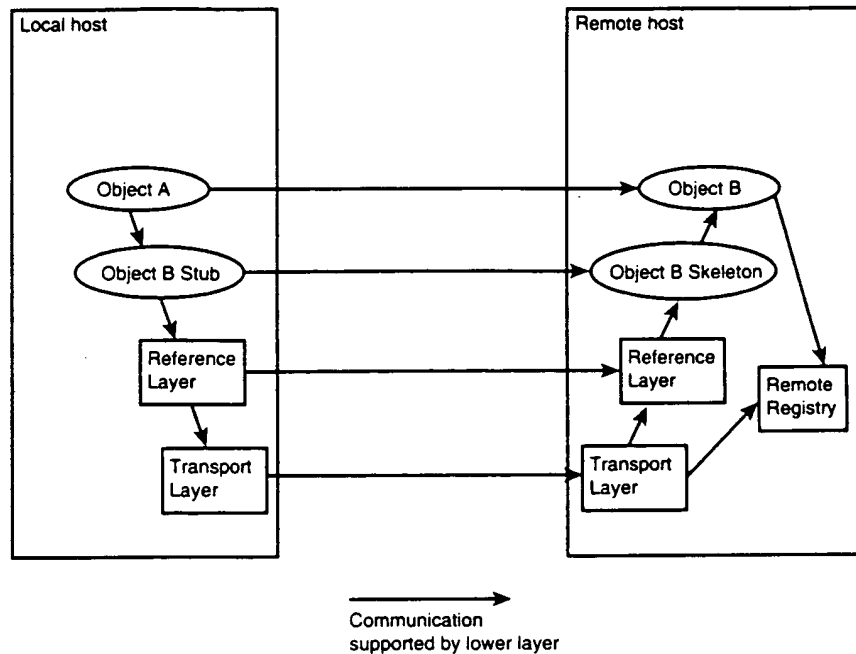 Local host
Remote host
Object A
Object B
Object B Stub
Object B Skeleton
Reference
Layer
Reference
Layer
Remote
Registry
Transport
Layer
Transport
Layer
Communication
supported by lower layer